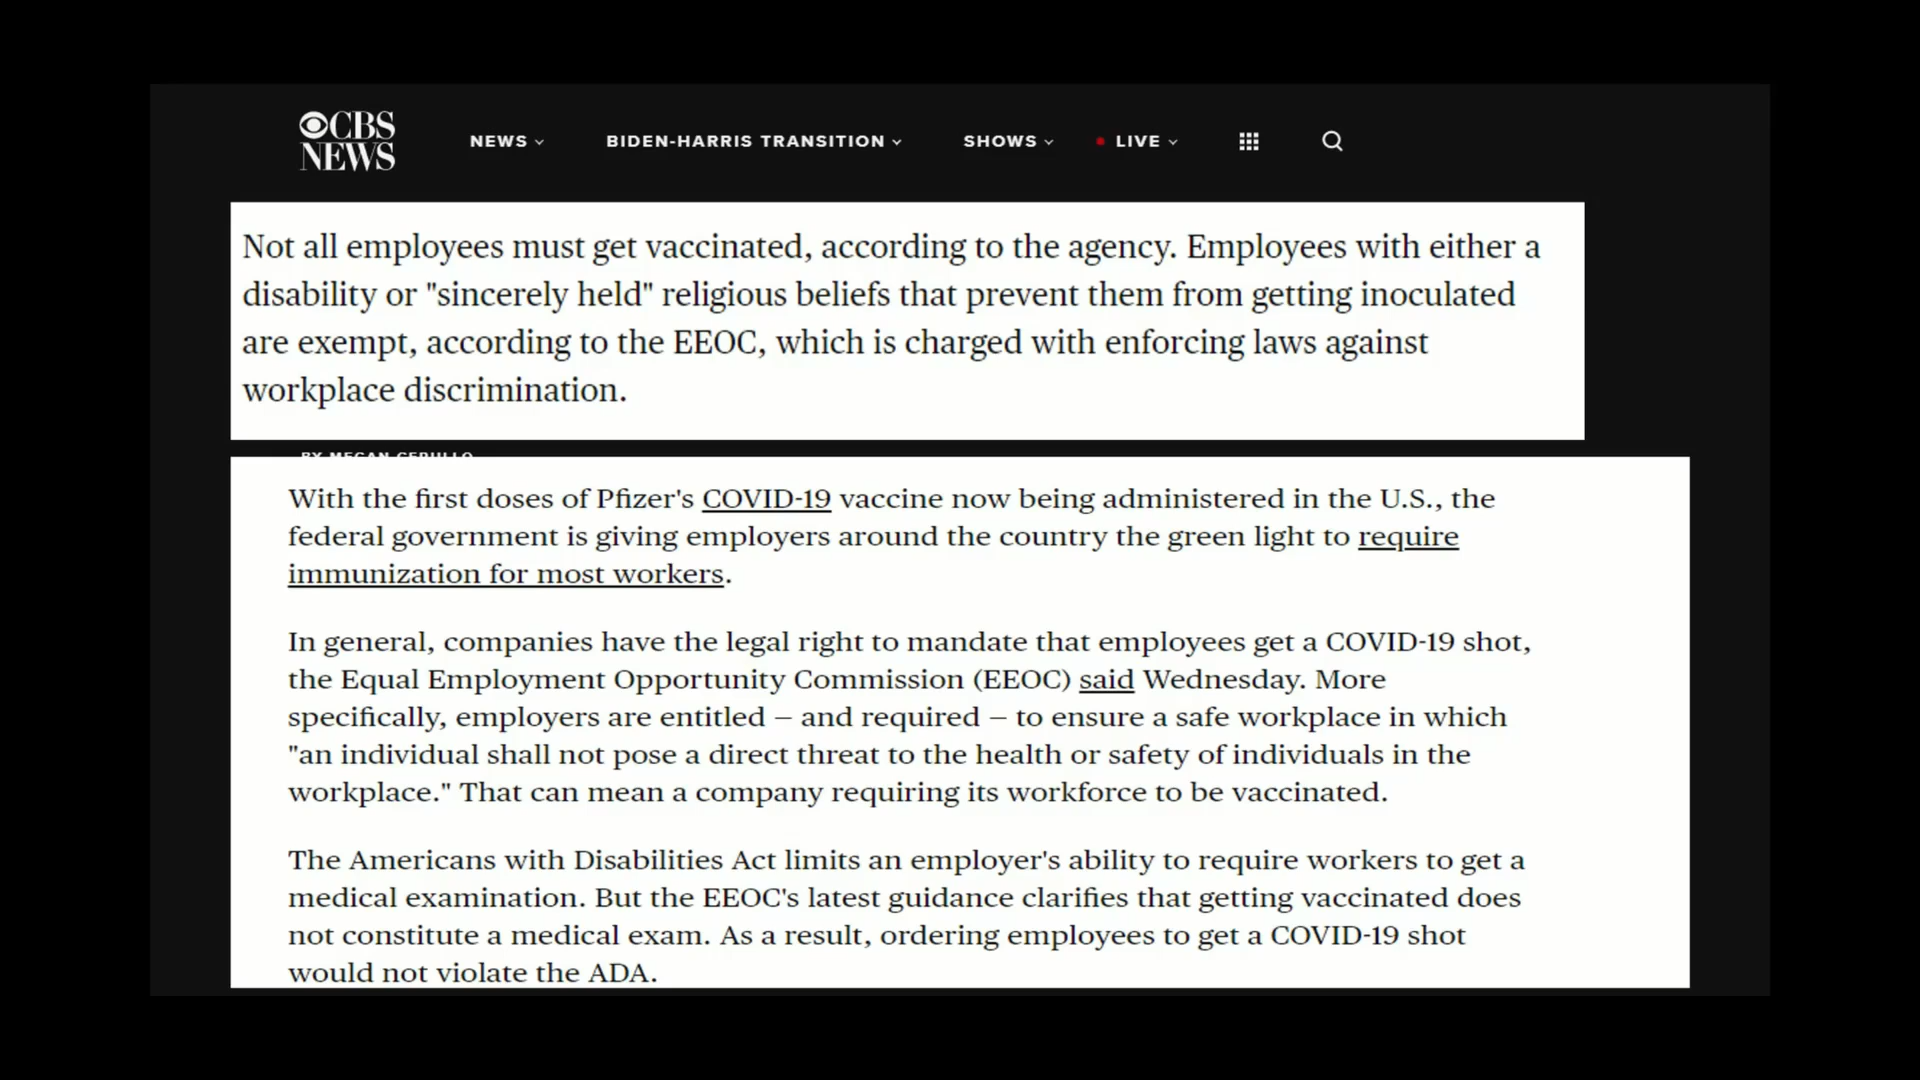 CBS NEWS
NEWS BIDEN-HARRIS TRANSITION SHOWS LIVE
Not all employees must get vaccinated, according to the agency. Employees with either a
disability or "sincerely held" religious beliefs that prevent them from getting inoculated
are exempt, according to the EEOC, which is charged with enforcing laws against
workplace discrimination.
BY MEGAN CERULLO
With the first doses of Pfizer's COVID-19 vaccine now being administered in the U.S., the
federal government is giving employers around the country the green light to require
immunization for most workers.
In general, companies have the legal right to mandate that employees get a COVID-19 shot,
the Equal Employment Opportunity Commission (EEOC) said Wednesday. More
specifically, employers are entitled – and required – to ensure a safe workplace in which
"an individual shall not pose a direct threat to the health or safety of individuals in the
workplace." That can mean a company requiring its workforce to be vaccinated.
The Americans with Disabilities Act limits an employer's ability to require workers to get a
medical examination. But the EEOC's latest guidance clarifies that getting vaccinated does
not constitute a medical exam. As a result, ordering employees to get a COVID-19 shot
would not violate the ADA.